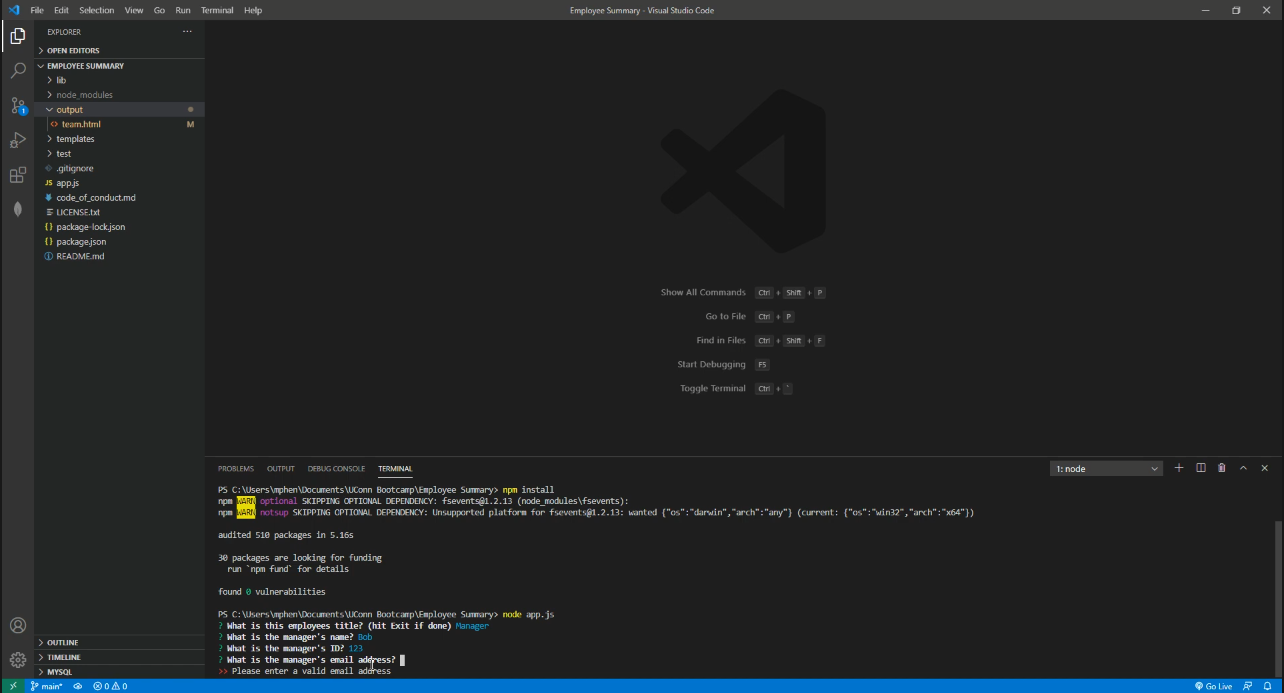 File Edit Selection View Go Run Terminal Help
Employee Summary - Visual Studio Code
EXPLORER
OPEN EDITORS
EMPLOYEE SUMMARY
lib
node_modules
output
team.html M
templates
test
.gitignore
JS app.js
code_of_conduct.md
LICENSE.txt
{} package-lock.json
{} package.json
README.md
OUTLINE
TIMELINE
MYSQL
1
Show All Commands Ctrl + Shift + P
Go to File Ctrl + P
Find in Files Ctrl + Shift + F
Start Debugging F5
Toggle Terminal Ctrl + `
PROBLEMS OUTPUT DEBUG CONSOLE TERMINAL
1: node
PS C:\Users\mphen\Documents\UConn Bootcamp\Employee Summary> npm install
npm WARN optional SKIPPING OPTIONAL DEPENDENCY: fsevents@1.2.13 (node_modules\fsevents):
npm WARN notsup SKIPPING OPTIONAL DEPENDENCY: Unsupported platform for fsevents@1.2.13: wanted {"os":"darwin","arch":"any"} (current: {"os":"win32","arch":"x64"})
audited 510 packages in 5.16s
30 packages are looking for funding
run `npm fund` for details
found 0 vulnerabilities
PS C:\Users\mphen\Documents\UConn Bootcamp\Employee Summary> node app.js
? What is this employees title? (hit Exit if done) Manager
? What is the manager's name? Bob
? What is the manager's ID? 123
? What is the manager's email address?
>> Please enter a valid email address
main* 0 0
Go Live